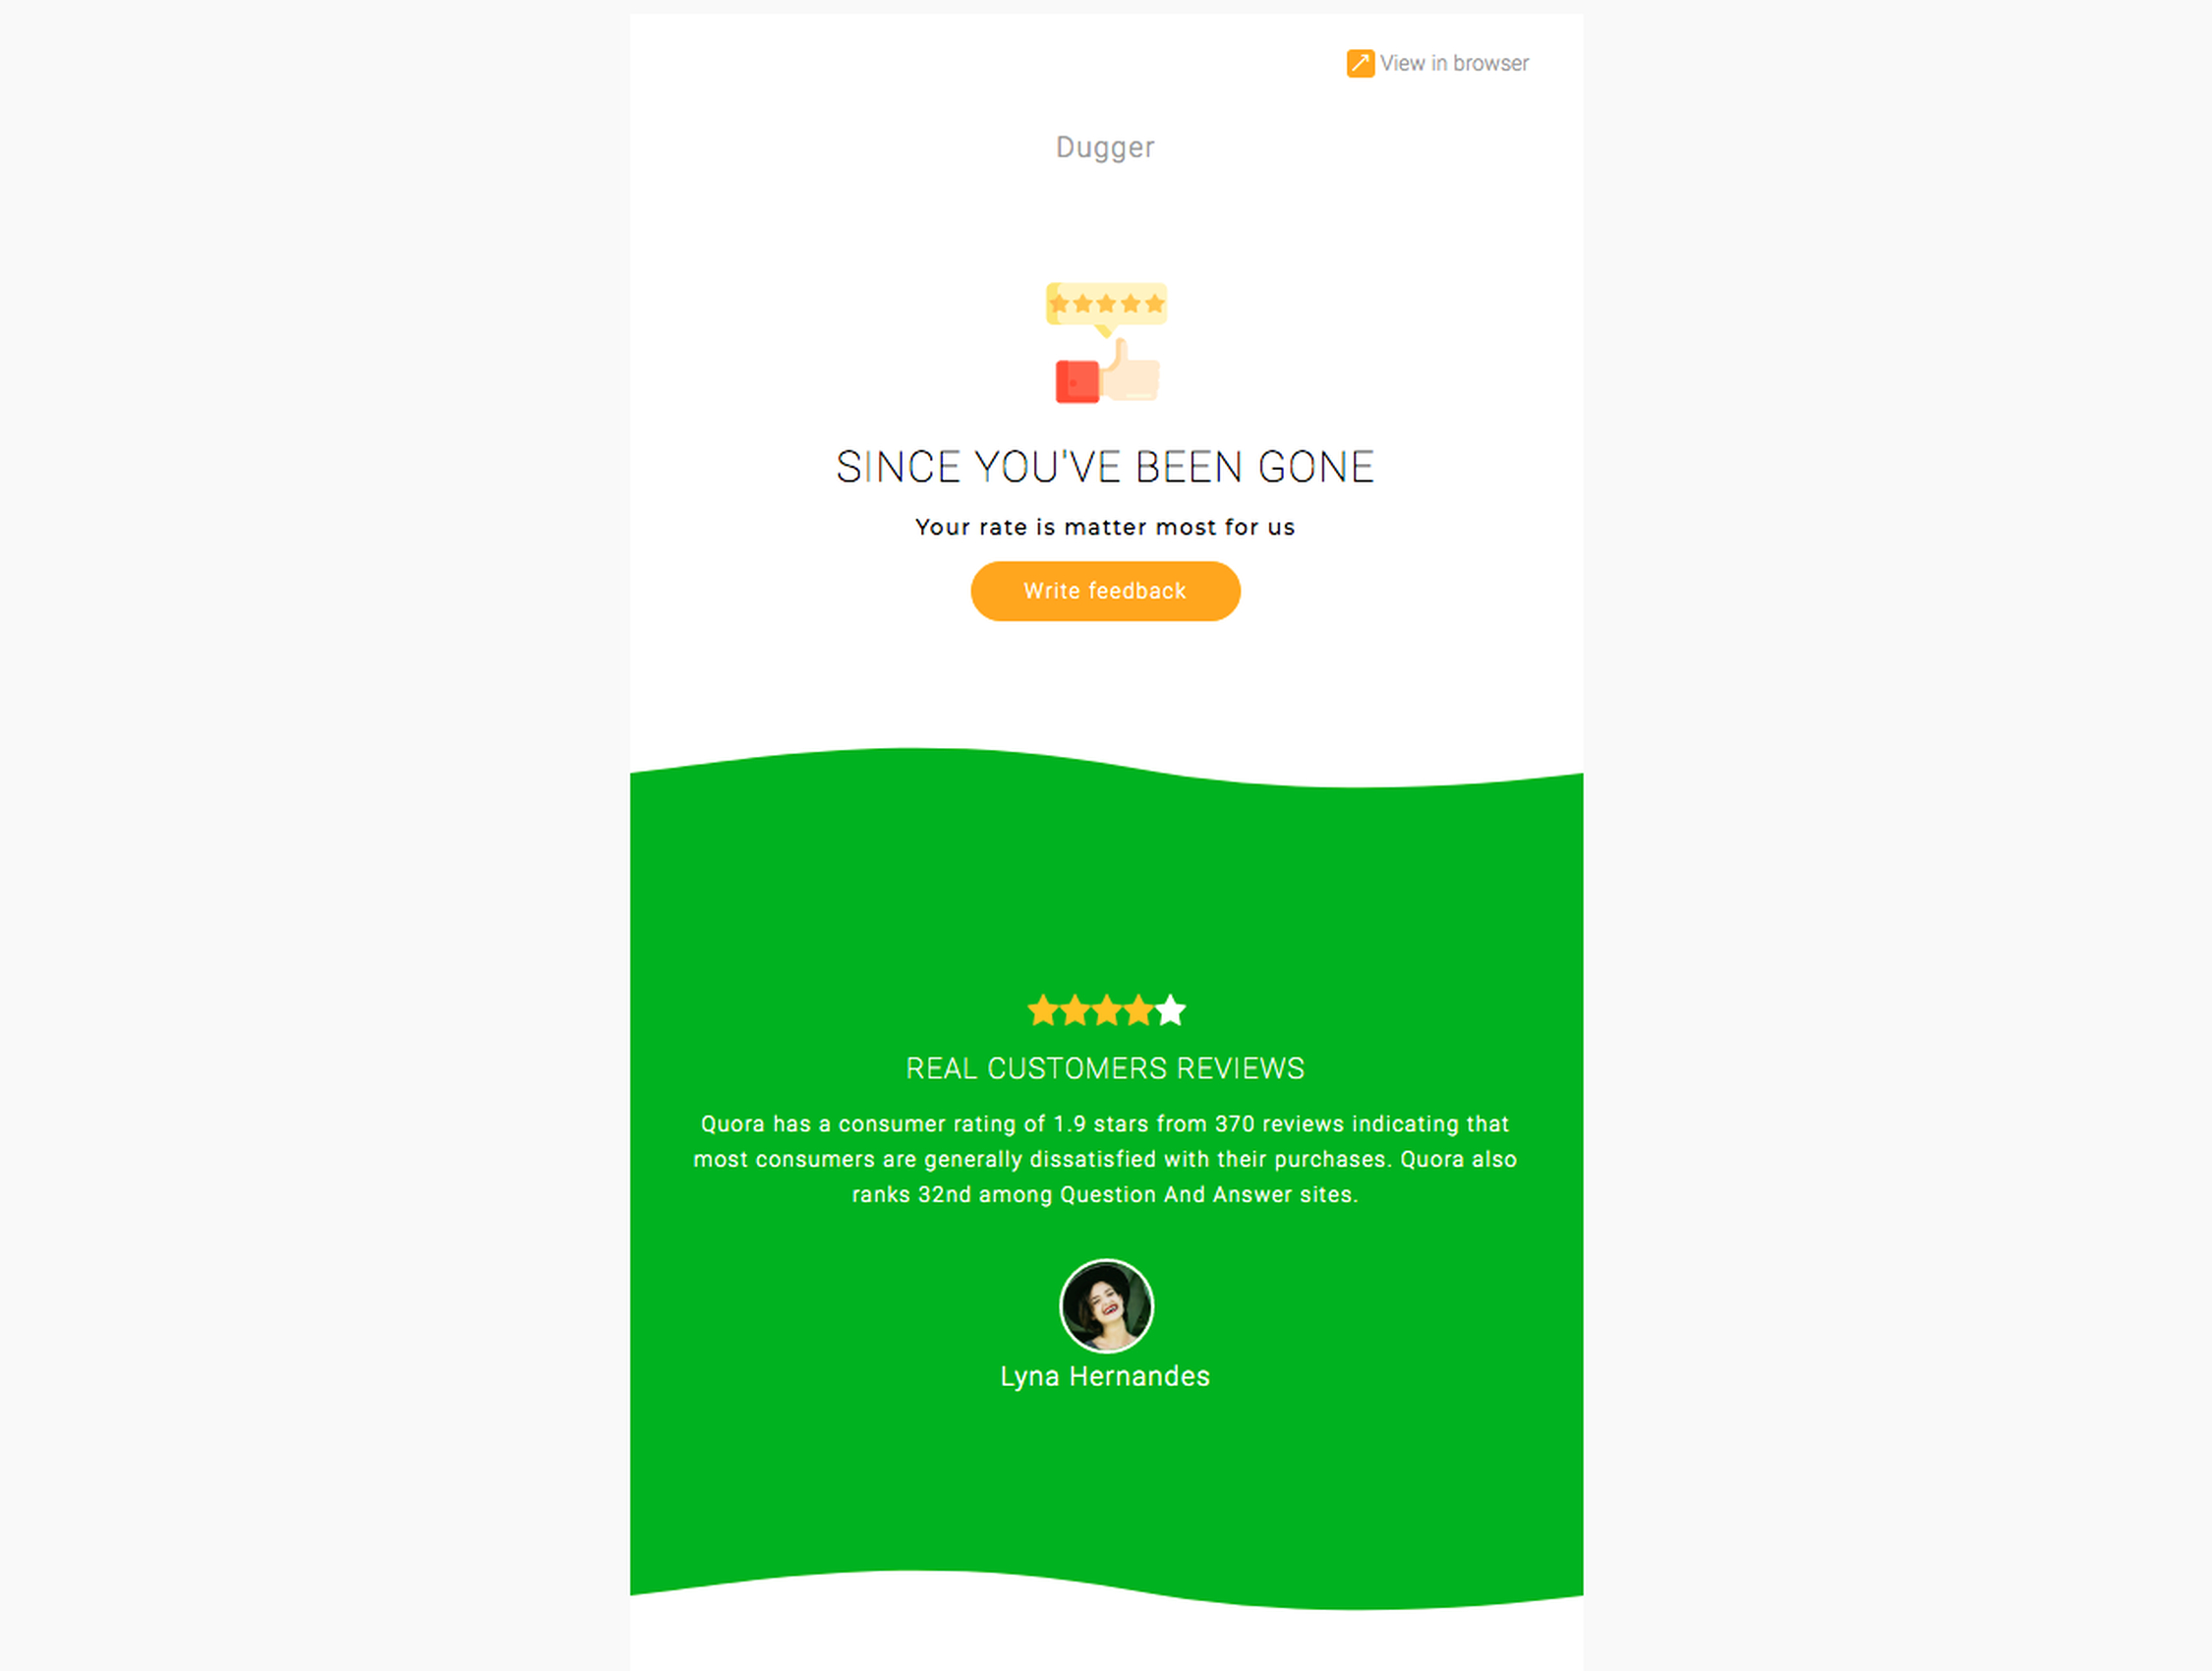 View in browser
Dugger
SINCE YOU'VE BEEN GONE
Your rate is matter most for us
Write feedback
REAL CUSTOMERS REVIEWS
Quora has a consumer rating of 1.9 stars from 370 reviews indicating that
most consumers are generally dissatisfied with their purchases. Quora also
ranks 32nd among Question And Answer sites.
Lyna Hernandes